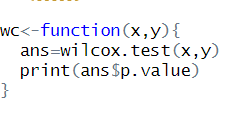 wc<-function(x,y){
  ans=wilcox.test(x,y)
  print(ans$p.value)
}